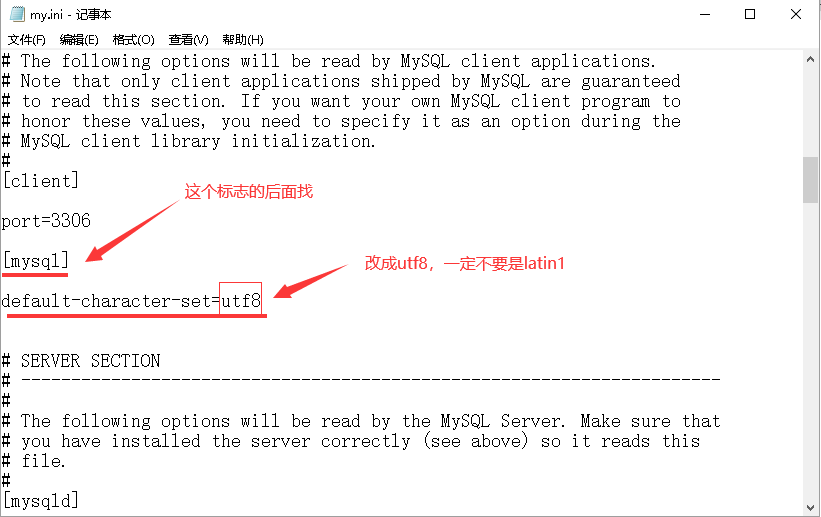 my.ini - 记事本
文件(F) 编辑(E) 格式(O) 查看(V) 帮助(H)
# The following options will be read by MySQL client applications.
# Note that only client applications shipped by MySQL are guaranteed
# to read this section. If you want your own MySQL client program to
# honor these values, you need to specify it as an option during the
# MySQL client library initialization.
#
[client]
这个标志的后面找
port=3306
[mysql]
改成utf8，一定不要是latin1
default-character-set=utf8
# SERVER SECTION
# ----------------------------------------------------------------------
#
# The following options will be read by the MySQL Server. Make sure that
# you have installed the server correctly (see above) so it reads this
# file.
#
[mysqld]